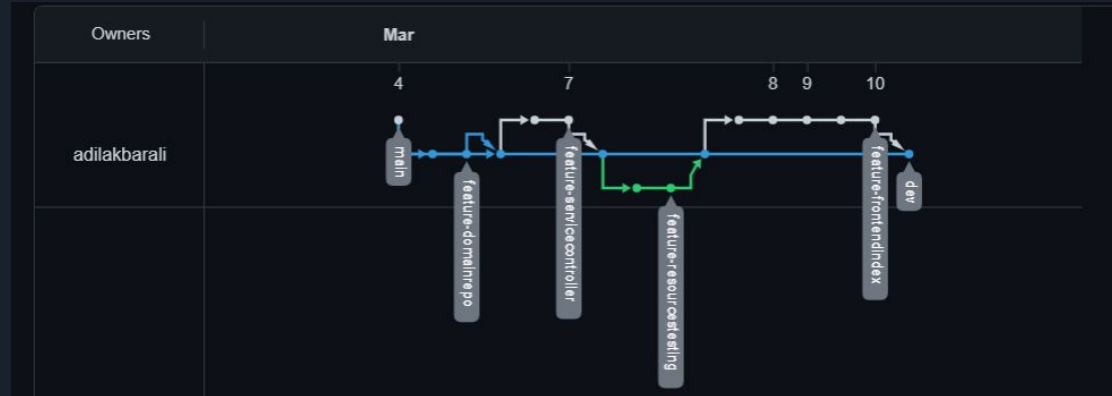 Owners
Mar
4
7
8
9
10
adilakbarali
main
feature-domainrepo
feature-servicecontroller
feature-resourcestesting
feature-frontendindex
dev